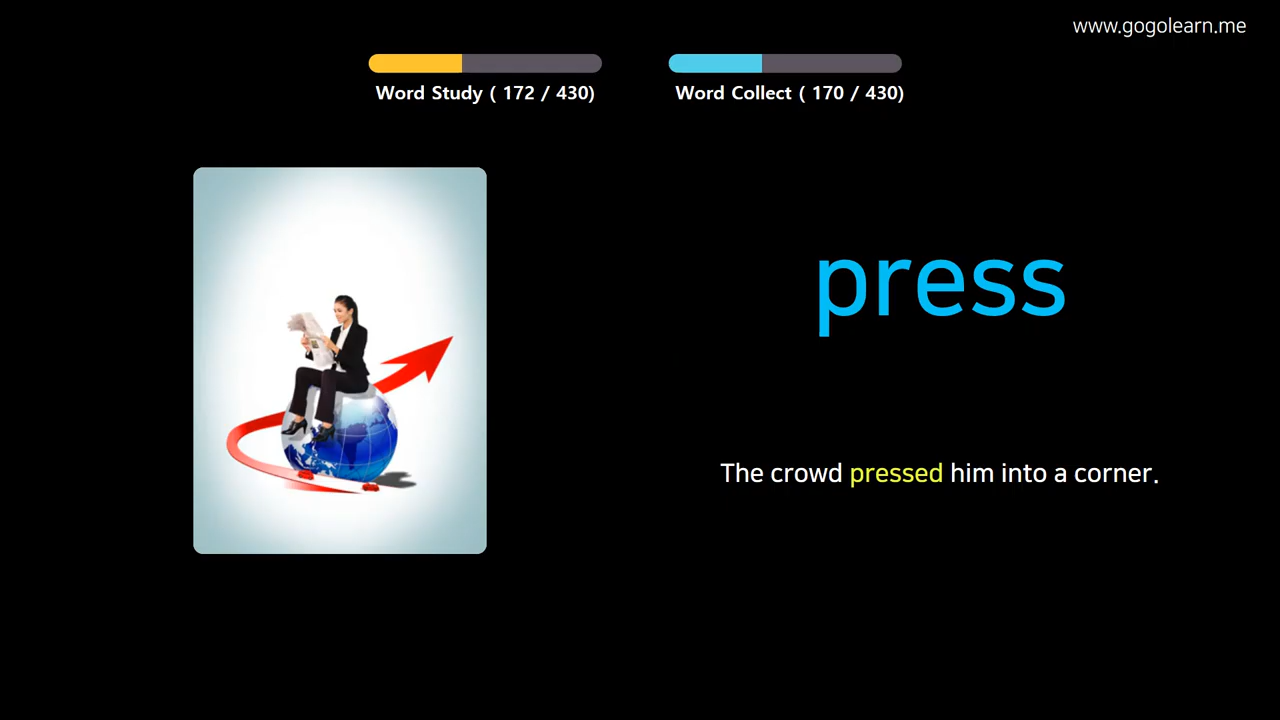 www.gogolearn.me
Word Study ( 172 / 430)
Word Collect ( 170 / 430)
press
The crowd pressed him into a corner.